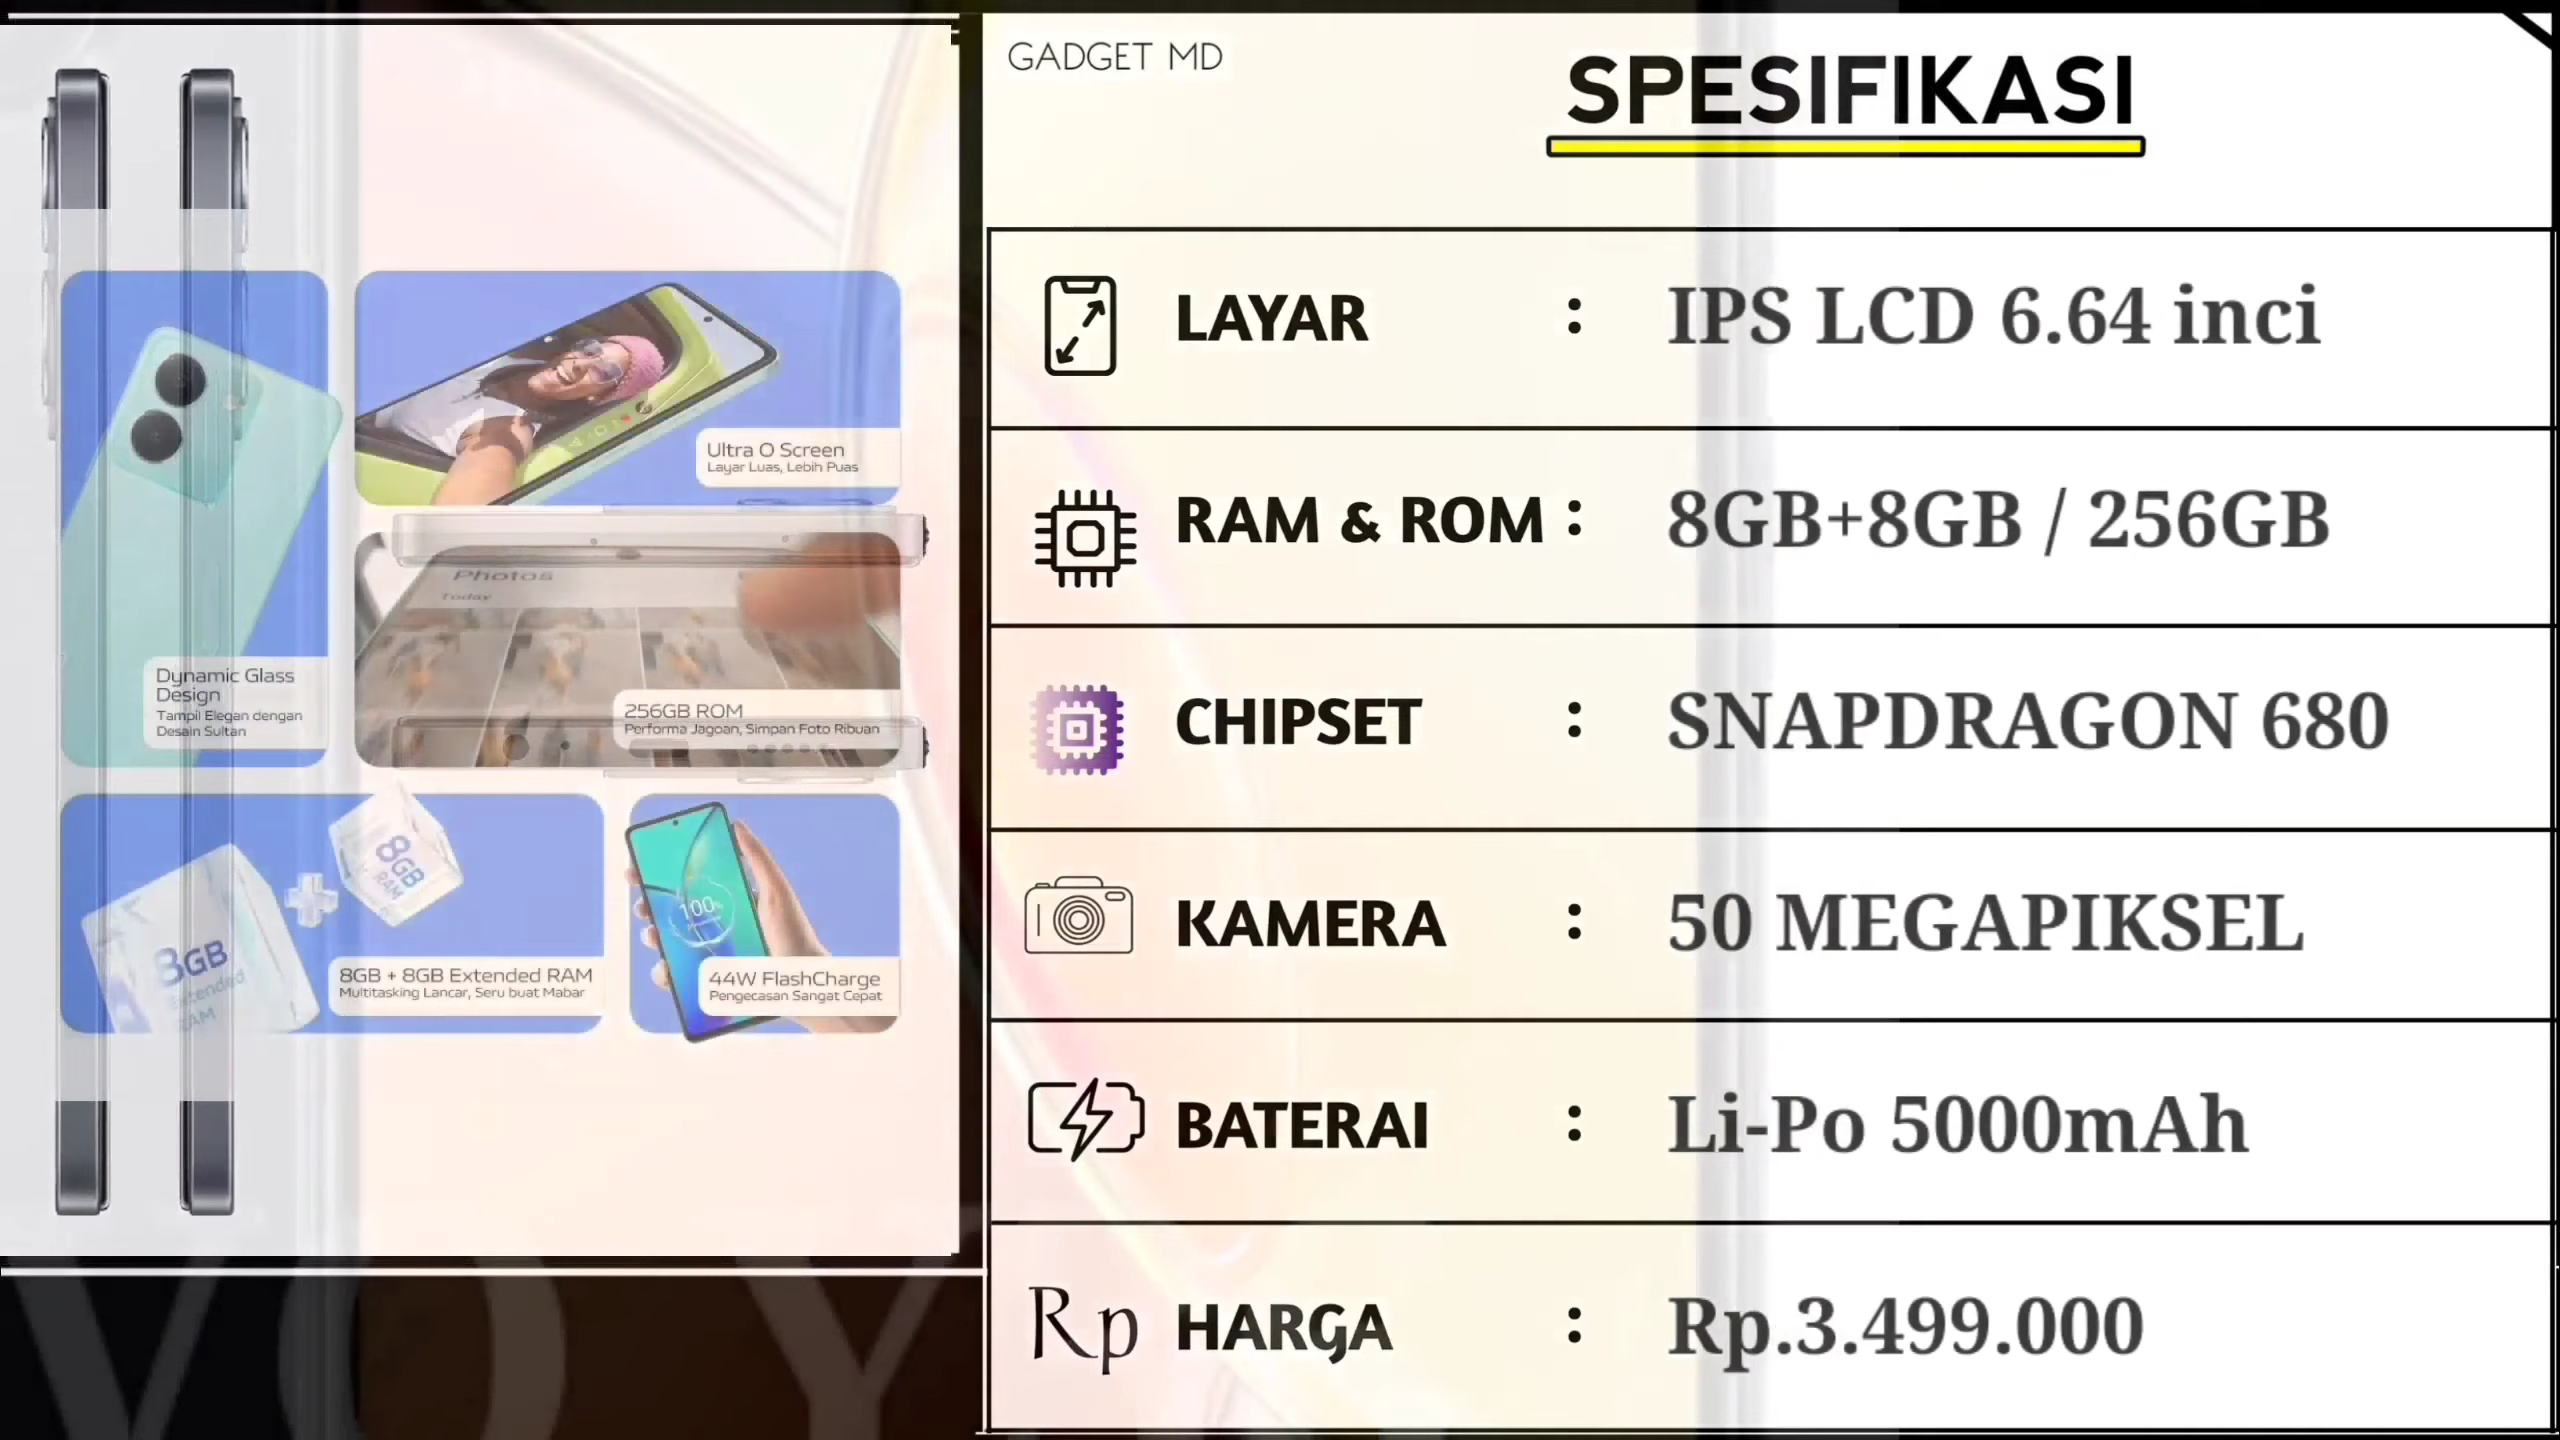 GADGET MD
SPESIFIKASI
LAYAR : IPS LCD 6.64 inci
RAM & ROM : 8GB+8GB / 256GB
CHIPSET : SNAPDRAGON 680
KAMERA : 50 MEGAPIKSEL
BATERAI : Li-Po 5000mAh
Rp HARGA : Rp.3.499.000
Ultra O Screen
Layar Luas, Lebih Puas
Dynamic Glass
Design
Tampil Elegan dengan
Desain Sultan
Photos
Today
256GB ROM
Performa Jagoan, Simpan Foto Ribuan
8GB
RAM
8GB
Extended
RAM
8GB + 8GB Extended RAM
Multitasking Lancar, Seru buat Mabar
100
44W FlashCharge
Pengecasan Sangat Cepat
VO Y